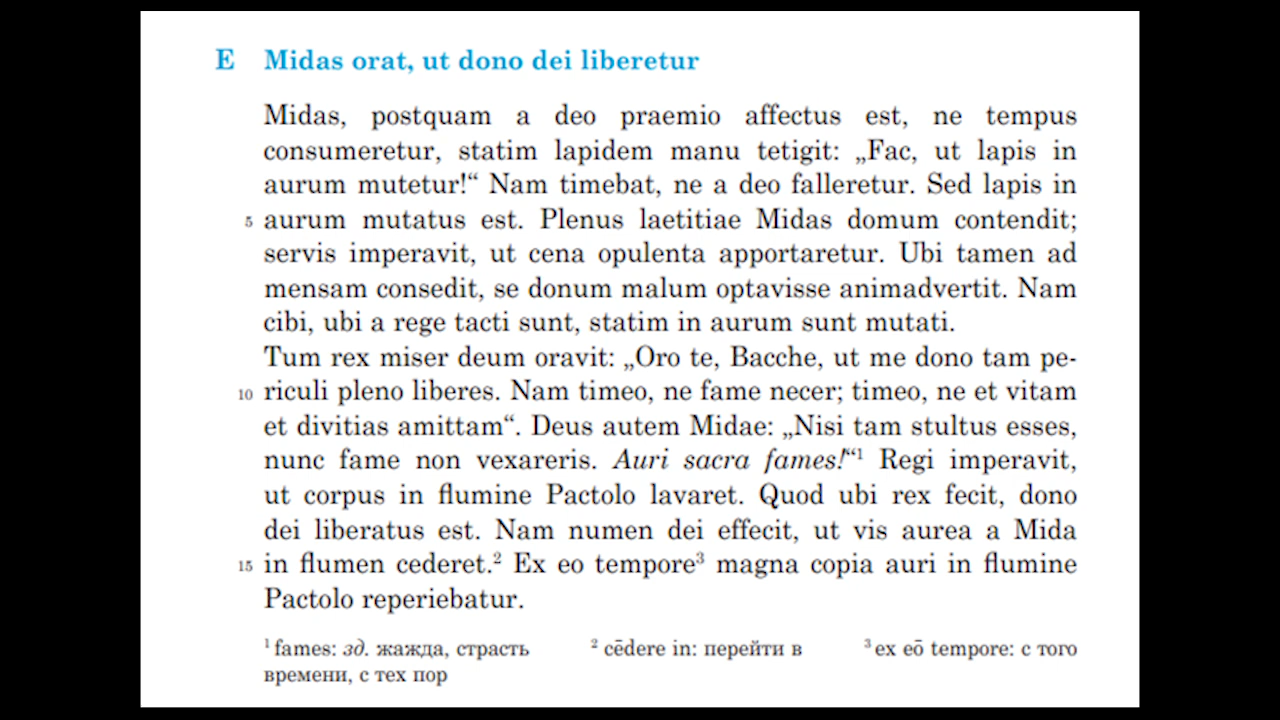 E Midas orat, ut dono dei liberetur
Midas, postquam a deo praemio affectus est, ne tempus
consumeretur, statim lapidem manu tetigit: „Fac, ut lapis in
aurum mutetur!“ Nam timebat, ne a deo falleretur. Sed lapis in
5 aurum mutatus est. Plenus laetitiae Midas domum contendit;
servis imperavit, ut cena opulenta apportaretur. Ubi tamen ad
mensam consedit, se donum malum optavisse animadvertit. Nam
cibi, ubi a rege tacti sunt, statim in aurum sunt mutati.
Tum rex miser deum oravit: „Oro te, Bacche, ut me dono tam pe-
10 riculi pleno liberes. Nam timeo, ne fame necer; timeo, ne et vitam
et divitias amittam“. Deus autem Midae: „Nisi tam stultus esses,
nunc fame non vexareris. Auri sacra fames!“¹ Regi imperavit,
ut corpus in flumine Pactolo lavaret. Quod ubi rex fecit, dono
dei liberatus est. Nam numen dei effecit, ut vis aurea a Mida
15 in flumen cederet.² Ex eo tempore³ magna copia auri in flumine
Pactolo reperiebatur.
¹ fames: зд. жажда, страсть ² cēdere in: перейти в ³ ex eō tempore: с того
времени, с тех пор